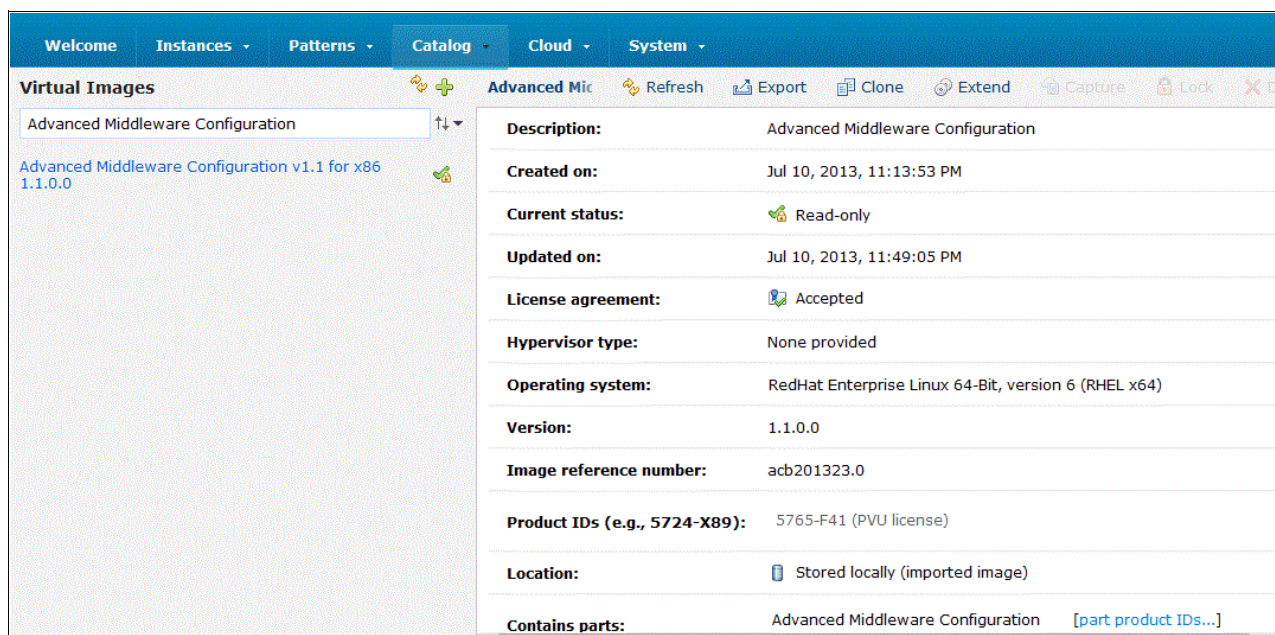 Welcome Instances Patterns Catalog Cloud System
Virtual Images
Advanced Middleware Configuration
Advanced Middleware Configuration v1.1 for x86
1.1.0.0
Advanced Mic Refresh Export Clone Extend Capture Lock D
Description: Advanced Middleware Configuration
Created on: Jul 10, 2013, 11:13:53 PM
Current status: Read-only
Updated on: Jul 10, 2013, 11:49:05 PM
License agreement: Accepted
Hypervisor type: None provided
Operating system: RedHat Enterprise Linux 64-Bit, version 6 (RHEL x64)
Version: 1.1.0.0
Image reference number: acb201323.0
Product IDs (e.g., 5724-X89): 5765-F41 (PVU license)
Location: Stored locally (imported image)
Contains parts: Advanced Middleware Configuration [part product IDs...]